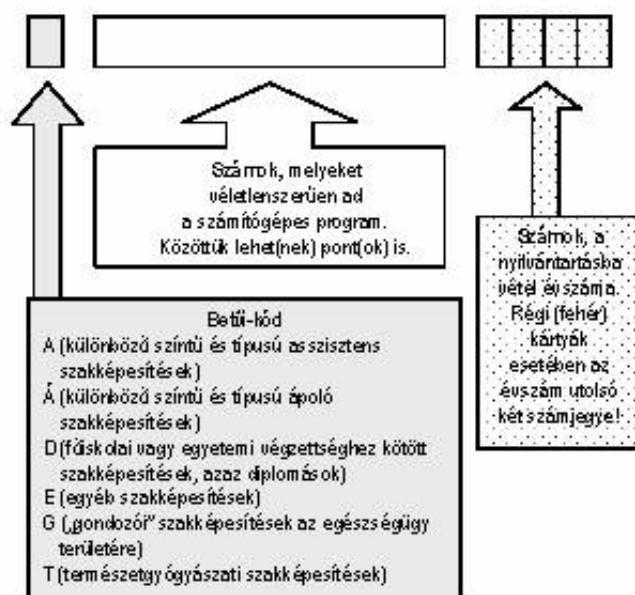 Számok, melyeket
véletlenszerűen ad
a számítógépes program.
Közöttük lehet(nek) pont(ok) is.
Számok, a
nyilvántartásba
vétel évszámja.
Régi (fehér)
kártyák
esetében az
évszám utolsó
két számjegye!
Betű-kód
A (különböző szintű és típusú asszisztens
szakképesítések)
Á (különböző szintű és típusú ápoló
szakképesítések)
D (főiskolai vagy egyetemi végzettséghez kötött
szakképesítések, azaz diplomások)
E (egyéb szakképesítések)
G („gondozói” szakképesítések az egészségügy
területére)
T (természetgyógyászati szakképesítések)